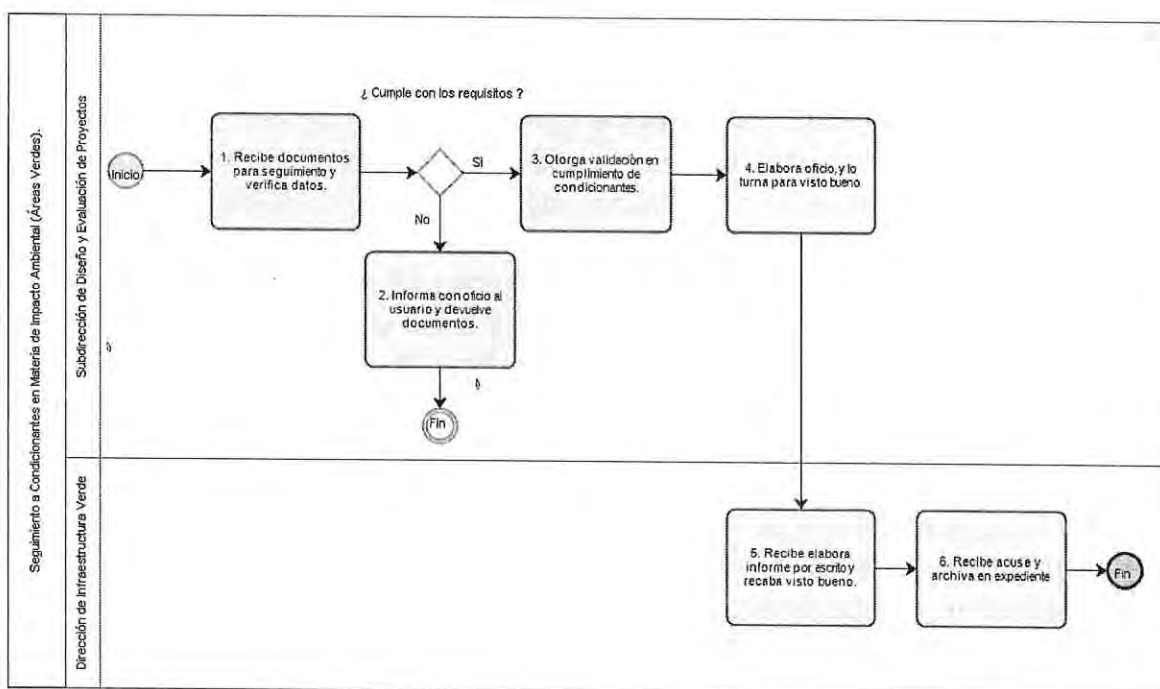 Seguimiento a Condicionantes en Materia de Impacto Ambiental (Áreas Verdes).
Subdirección de Diseño y Evaluación de Proyectos
¿ Cumple con los requisitos ?
Inicio
1. Recibe documentos
para seguimiento y
verifica datos.
Si
3. Otorga validación en
cumplimiento de
condicionantes.
4. Elabora oficio, y lo
turna para visto bueno
No
2. Informa con oficio al
usuario y devuelve
documentos.
Fin
Dirección de Infraestructura Verde
5. Recibe elabora
informe por escrito y
recaba visto bueno.
6. Recibe acuse y
archiva en expediente
Fin